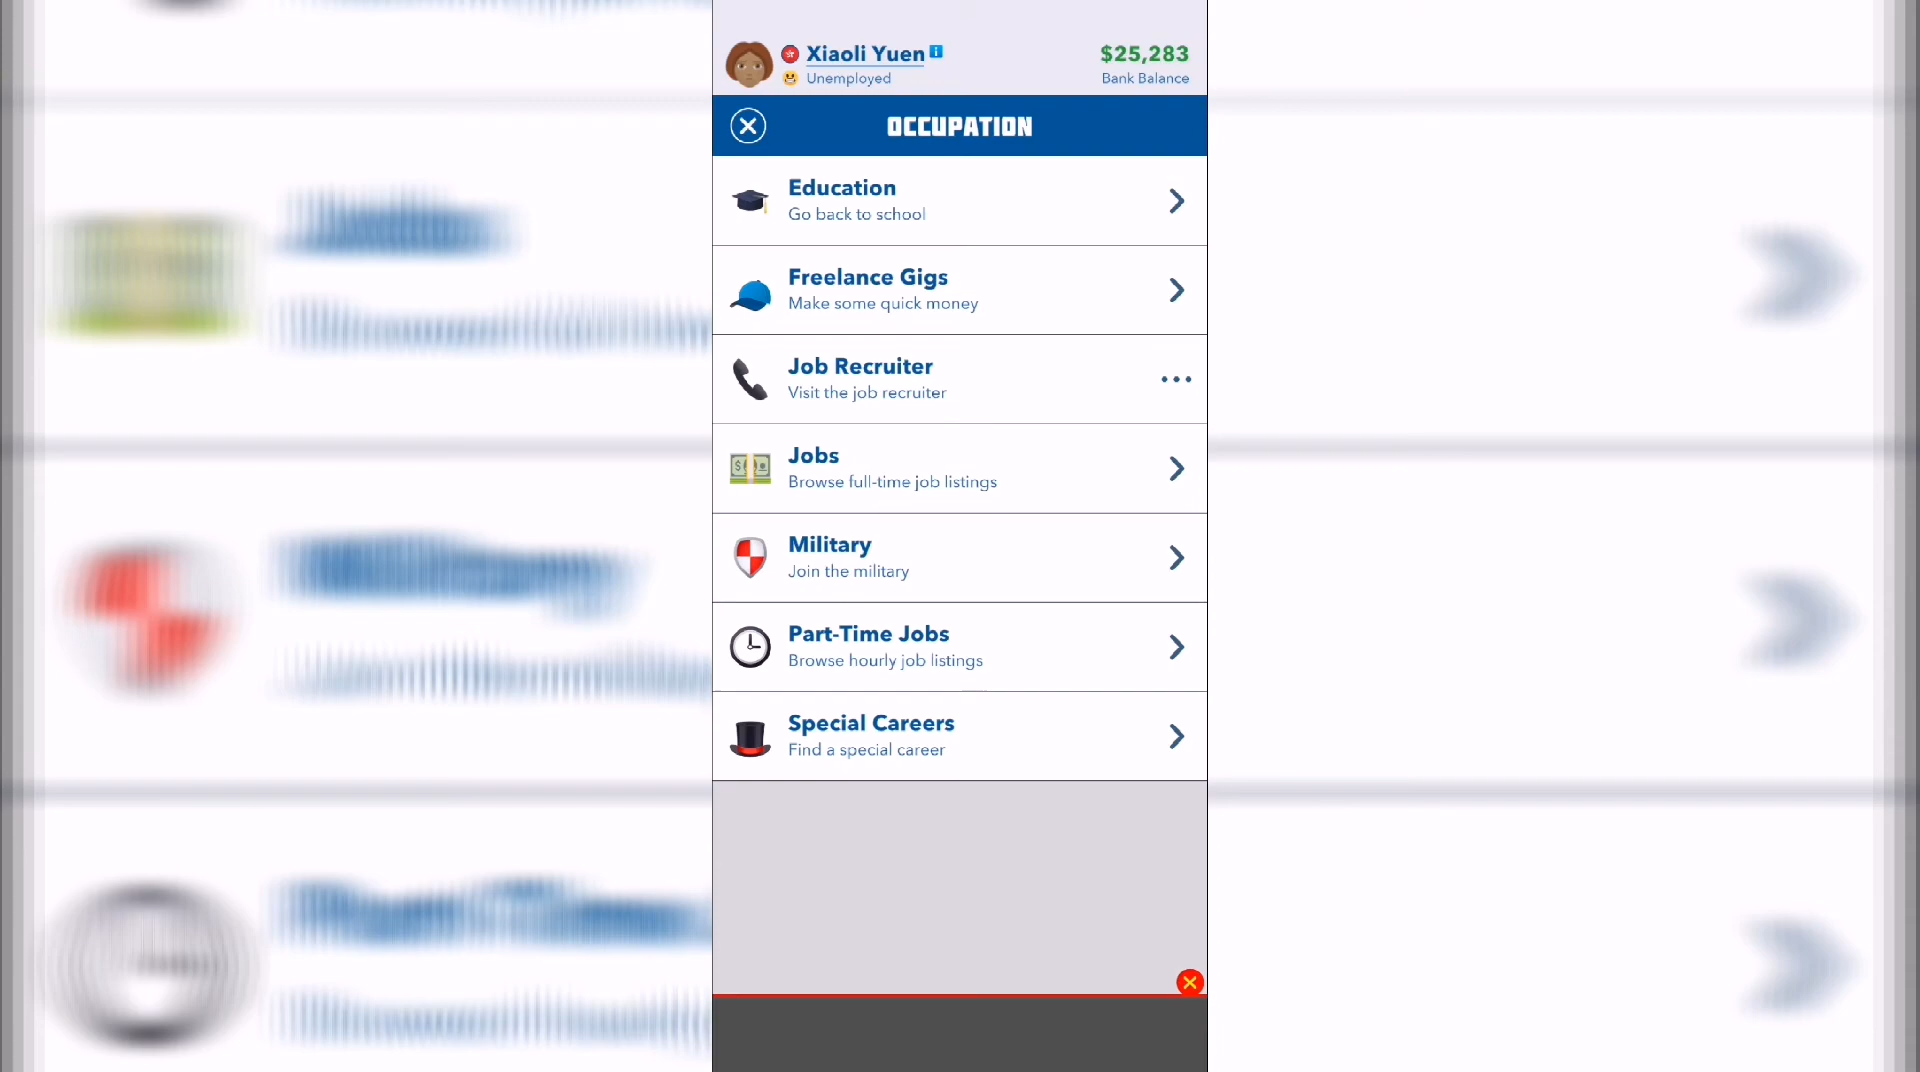 Xiaoli Yuen
$25,283
Unemployed
Bank Balance
OCCUPATION
Education
Go back to school
Freelance Gigs
Make some quick money
Job Recruiter
Visit the job recruiter
Jobs
Browse full-time job listings
Military
Join the military
Part-Time Jobs
Browse hourly job listings
Special Careers
Find a special career